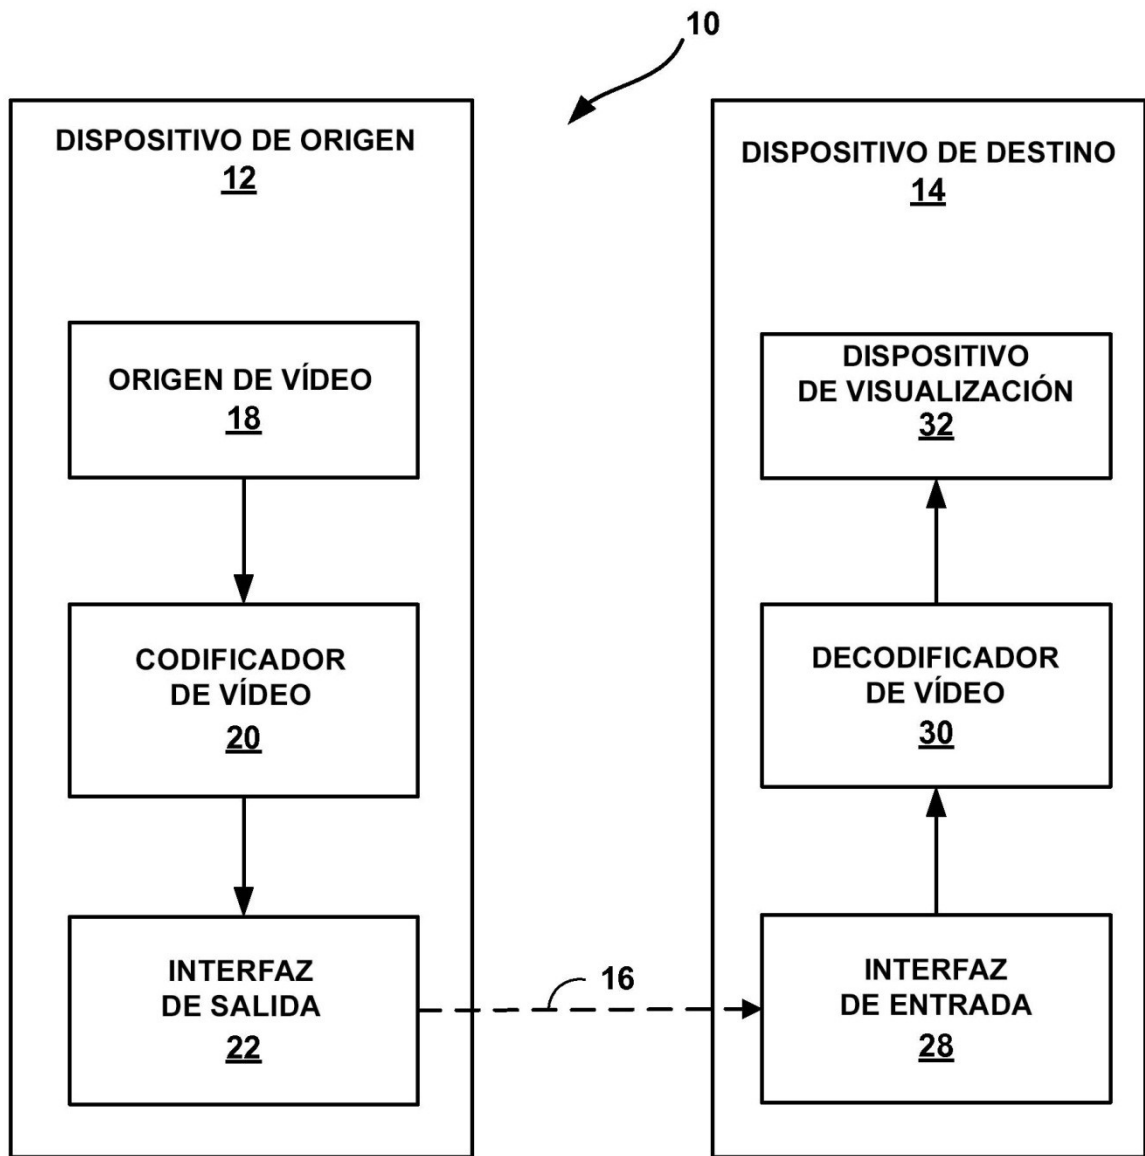 10
DISPOSITIVO DE ORIGEN
12
ORIGEN DE VÍDEO
18
CODIFICADOR
DE VÍDEO
20
INTERFAZ
DE SALIDA
22
16
DISPOSITIVO DE DESTINO
14
DISPOSITIVO
DE VISUALIZACIÓN
32
DECODIFICADOR
DE VÍDEO
30
INTERFAZ
DE ENTRADA
28